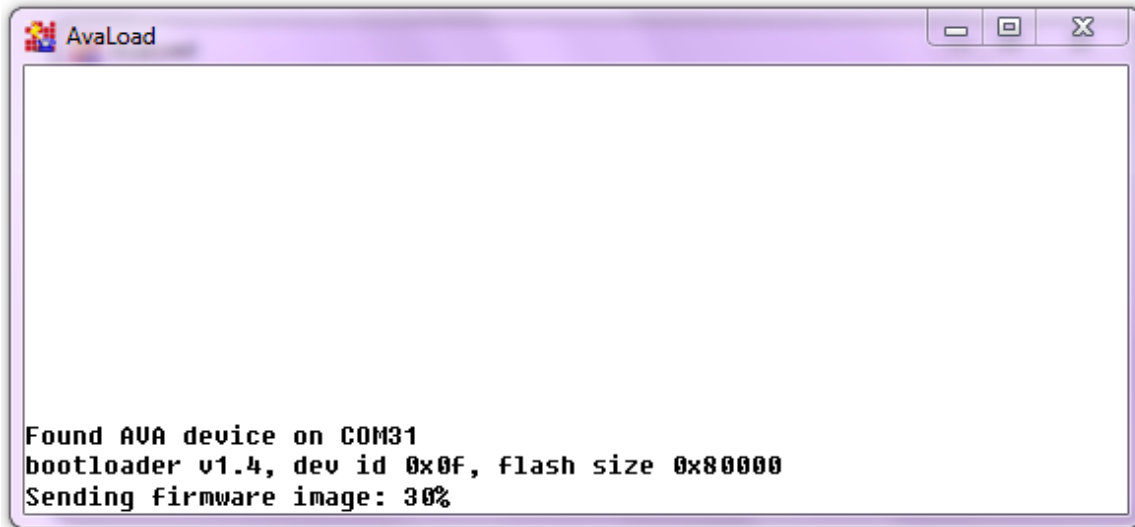 AvaLoad
Found AVA device on COM31
bootloader v1.4, dev id 0x0f, flash size 0x80000
Sending firmware image: 30%